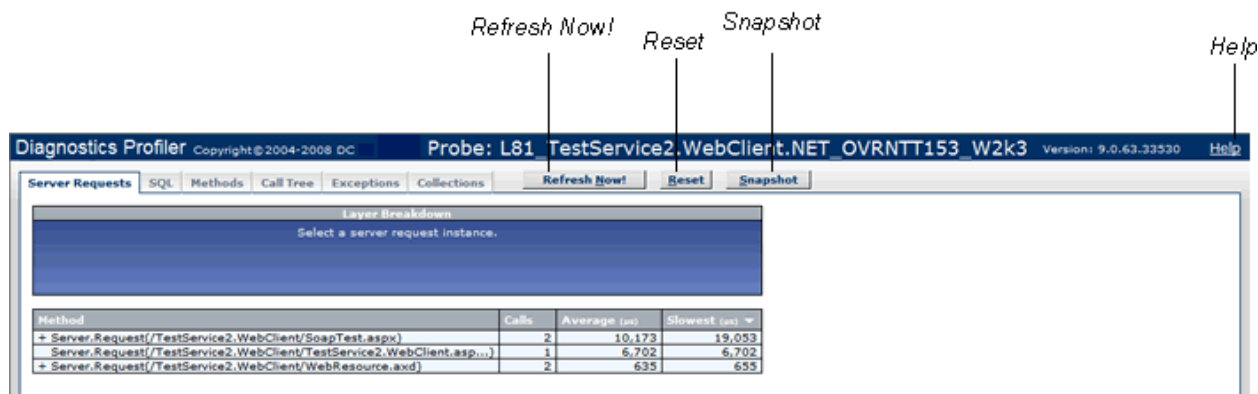 Refresh Now!
Reset
Snapshot
Help
Diagnostics Profiler Copyright©2004-2008 DC Probe: L81_TestService2.WebClient.NET_OVRNTT153_W2k3 Version: 9.0.63.33530 Help
Server Requests SQL Methods Call Tree Exceptions Collections Refresh Now! Reset Snapshot
Layer Breakdown
Select a server request instance.
Method Calls Average (µs) Slowest (µs)
+ Server.Request(/TestService2.WebClient/SoapTest.aspx) 2 10,173 19,053
Server.Request(/TestService2.WebClient/TestService2.WebClient.asp...) 1 6,702 6,702
+ Server.Request(/TestService2.WebClient/WebResource.axd) 2 635 655